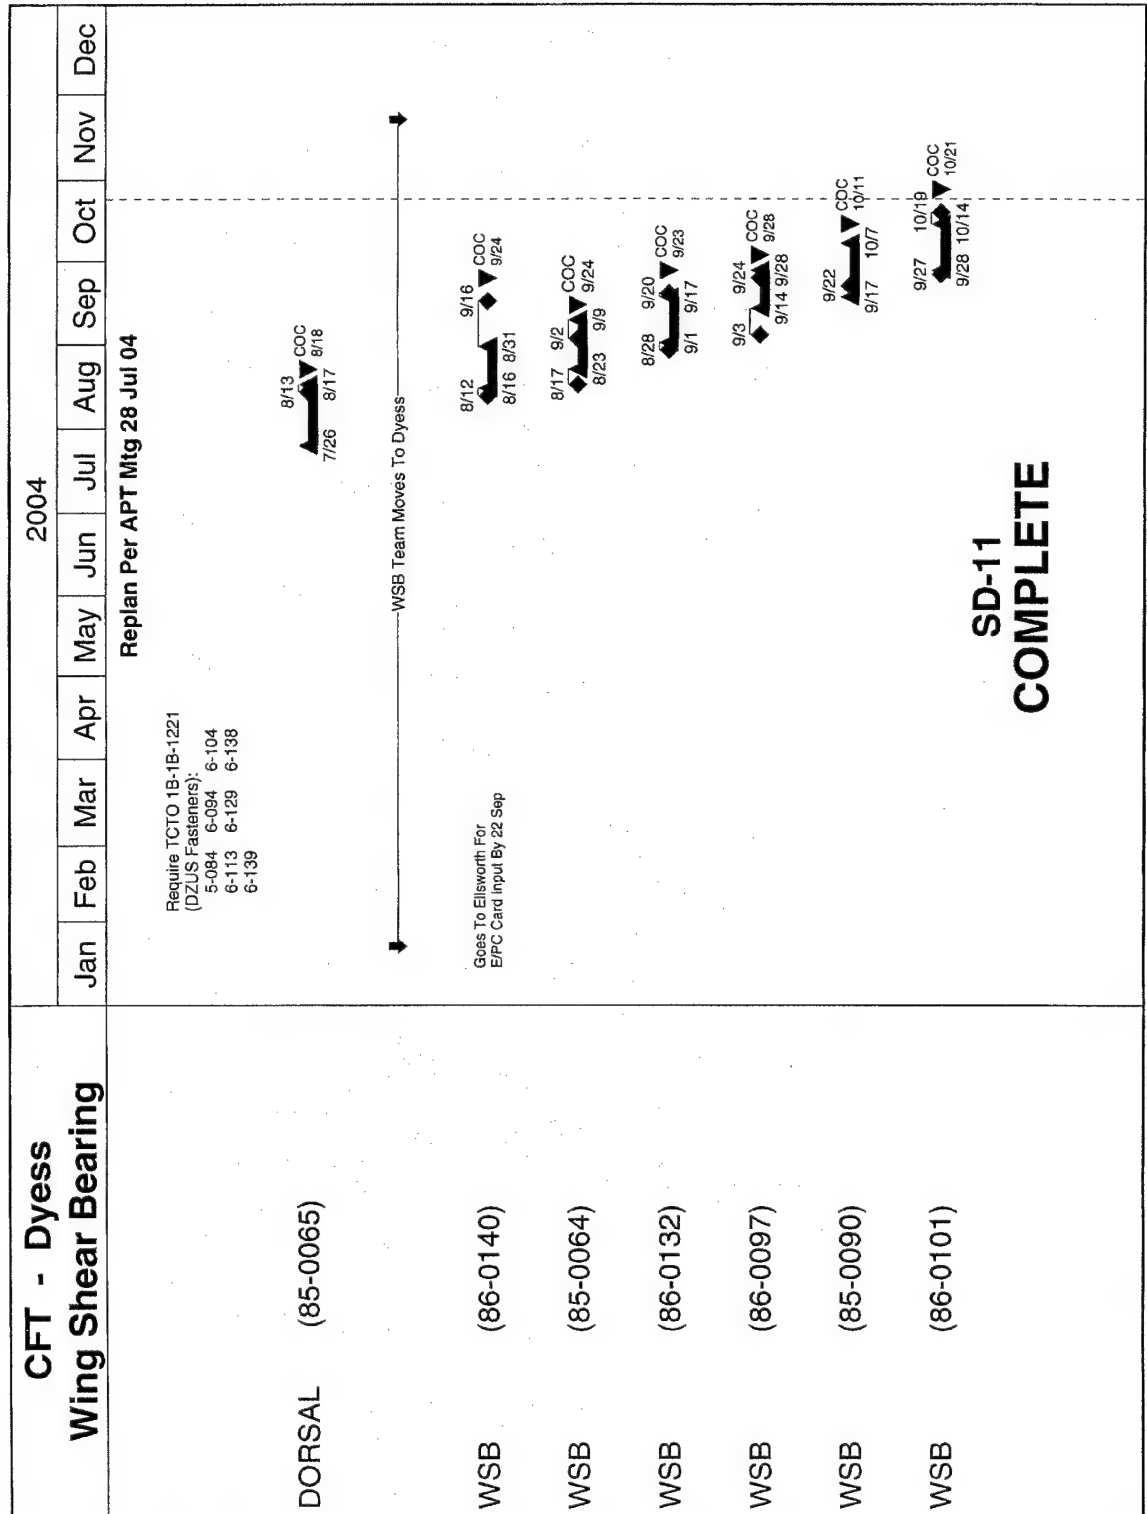 CFT - Dyess
Wing Shear Bearing
2004
Jan Feb Mar Apr May Jun Jul Aug Sep Oct Nov Dec
Replan Per APT Mtg 28 Jul 04
Require TCTO 1B-1B-1221
(DZUS Fasteners):
5-084 6-094 6-104
6-113 6-129 6-138
6-139
DORSAL (85-0065)
8/13
COC
7/26 8/17 8/18
WSB Team Moves To Dyess
WSB (86-0140)
Goes To Ellsworth For
E/PC Card Input By 22 Sep
8/12 9/16
COC
8/16 8/31 9/24
WSB (85-0064)
8/17 9/2
COC
8/23 9/9 9/24
WSB (86-0132)
8/28 9/20
COC
9/1 9/17 9/23
WSB (86-0097)
9/3 9/24
COC
9/14 9/28 9/28
WSB (85-0090)
9/22
COC
9/17 10/7 10/11
WSB (86-0101)
9/27 10/19
COC
9/28 10/14 10/21
SD-11
COMPLETE